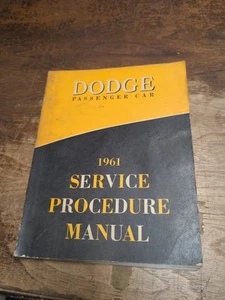 DODGE
PASSENGER CAR
1961
SERVICE
PROCEDURE
MANUAL